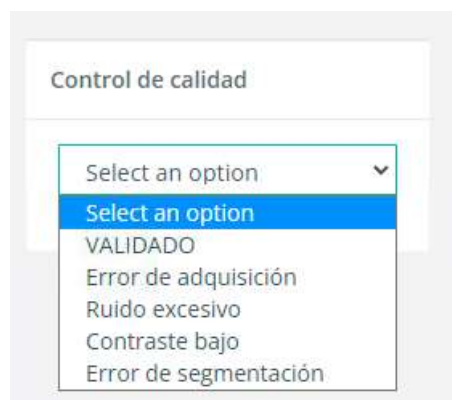 Control de calidad
Select an option
Select an option
VALIDADO
Error de adquisición
Ruido excesivo
Contraste bajo
Error de segmentación